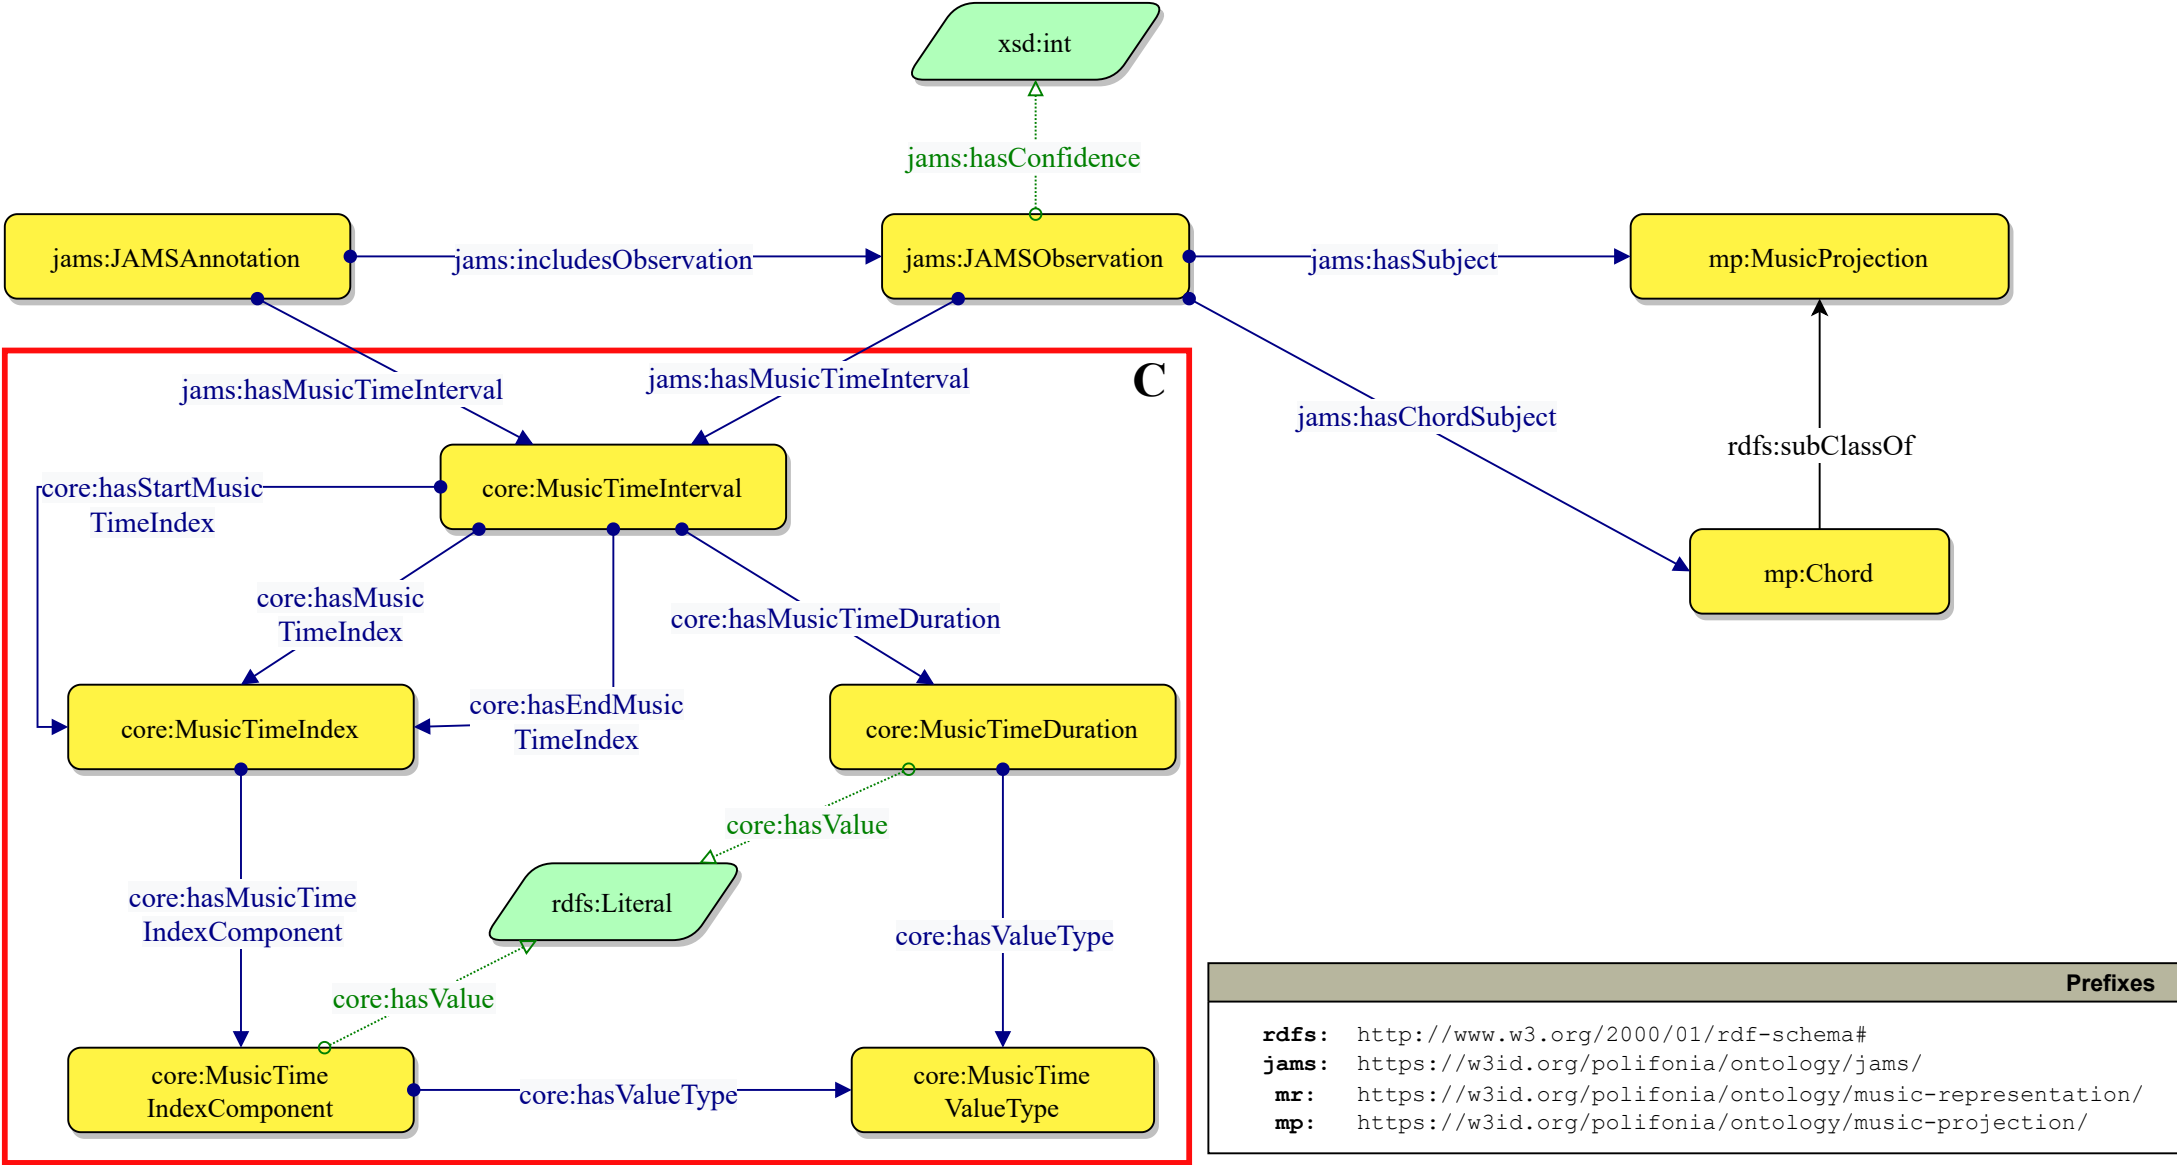 xsd:int
jams:hasConfidence
jams:JAMSAnnotation
jams:includesObservation
jams:JAMSObservation
jams:hasSubject
mp:MusicProjection
C
jams:hasMusicTimeInterval
jams:hasMusicTimeInterval
jams:hasChordSubject
rdfs:subClassOf
core:hasStartMusic
TimeIndex
core:MusicTimeInterval
mp:Chord
core:hasMusic
TimeIndex
core:hasMusicTimeDuration
core:hasEndMusic
TimeIndex
core:MusicTimeIndex
core:MusicTimeDuration
core:hasValue
core:hasMusicTime
IndexComponent
rdfs:Literal
core:hasValueType
core:hasValue
core:MusicTime
IndexComponent
core:hasValueType
core:MusicTime
ValueType
Prefixes
rdfs: http://www.w3.org/2000/01/rdf-schema#
jams: https://w3id.org/polifonia/ontology/jams/
mr: https://w3id.org/polifonia/ontology/music-representation/
mp: https://w3id.org/polifonia/ontology/music-projection/